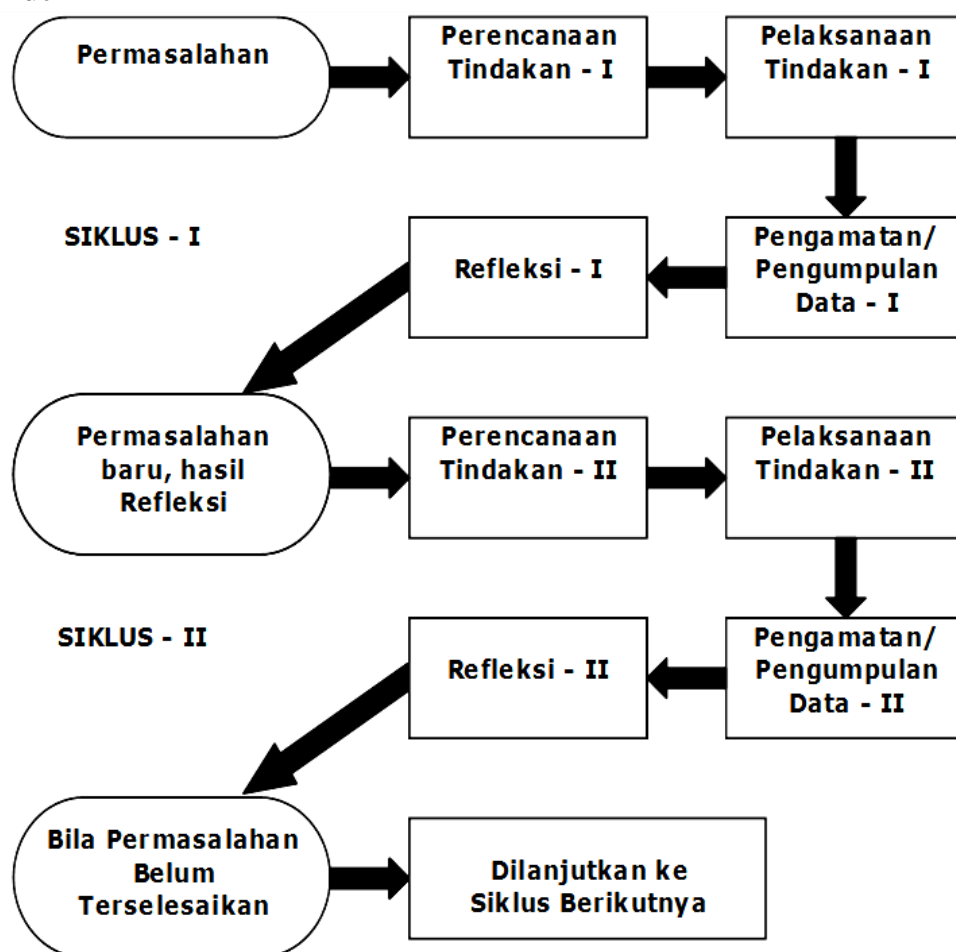 Permasalahan
Perencanaan
Tindakan - I
Pelaksanaan
Tindakan - I
SIKLUS - I
Refleksi - I
Pengamatan/
Pengumpulan
Data - I
Permasalahan
baru, hasil
Refleksi
Perencanaan
Tindakan - II
Pelaksanaan
Tindakan - II
SIKLUS - II
Refleksi - II
Pengamatan/
Pengumpulan
Data - II
Bila Permasalahan
Belum
Terselesaikan
Dilanjutkan ke
Siklus Berikutnya